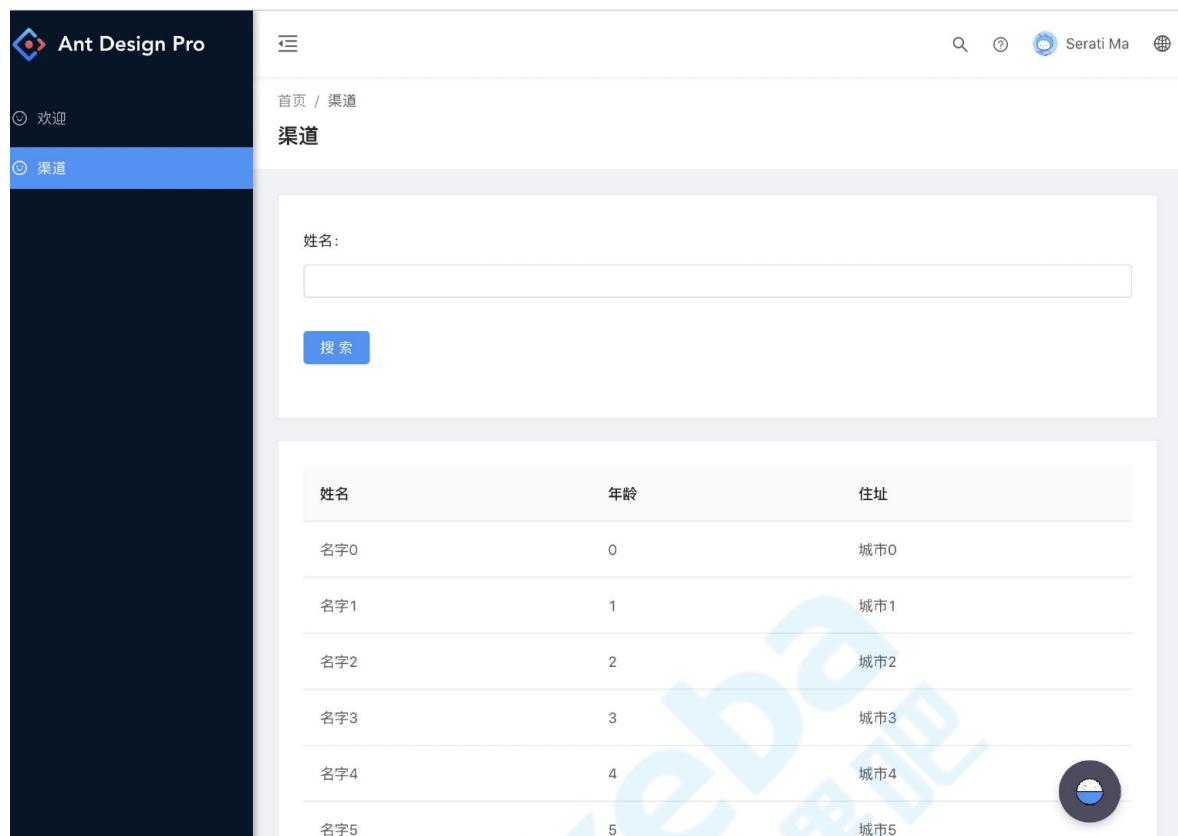 Ant Design Pro
Serati Ma
欢迎
渠道
首页 / 渠道
渠道
姓名:
搜 索
姓名 年龄 住址
名字0 0 城市0
名字1 1 城市1
名字2 2 城市2
名字3 3 城市3
名字4 4 城市4
名字5 5 城市5